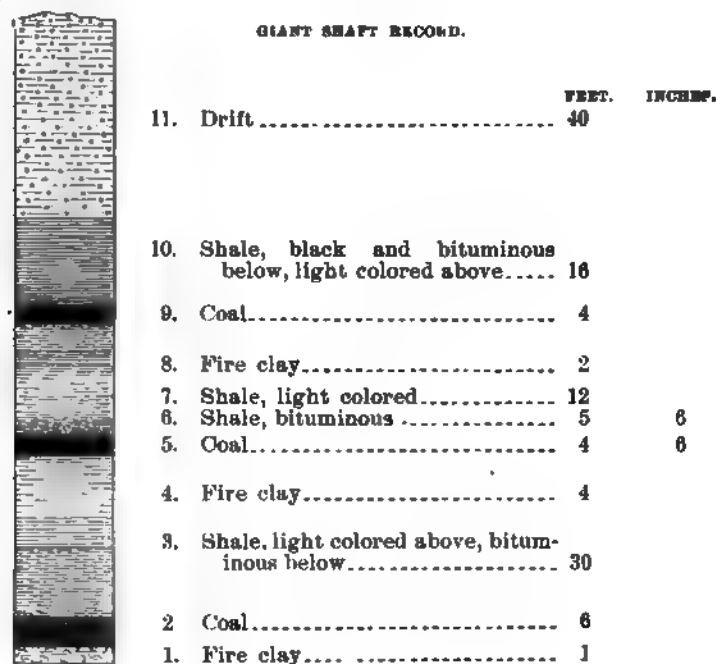 GIANT SHAFT RECORD.
FEET. INCHES.
11. Drift 40
10. Shale, black and bituminous
below, light colored above 16
9. Coal 4
8. Fire clay 2
7. Shale, light colored 12
6. Shale, bituminous 5 6
5. Coal 4 6
4. Fire clay 4
3. Shale, light colored above, bitum-
inous below 30
2 Coal 6
1. Fire clay 1